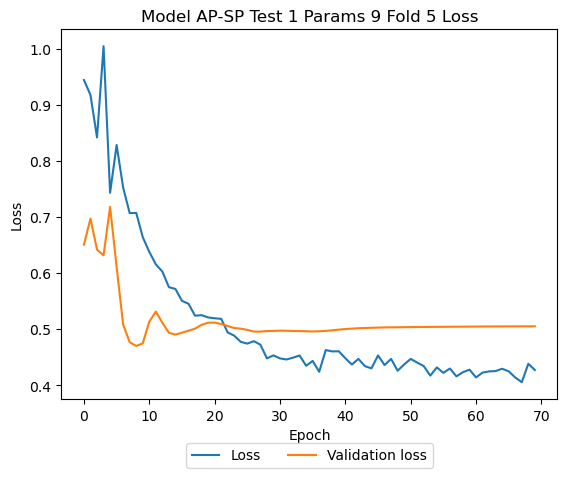 Model AP-SP Test 1 Params 9 Fold 5 Loss
1.0
0.9
0.8
0.7
0.6
0.5
0.4
Loss
0 10 20 30 40 50 60 70
Epoch
Loss Validation loss